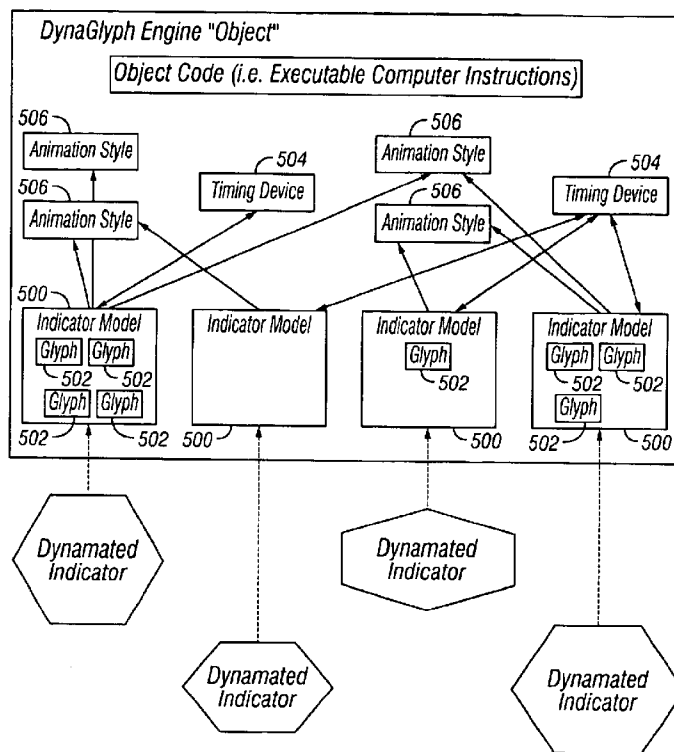 DynaGlyph Engine "Object"
Object Code (i.e. Executable Computer Instructions)
506
Animation Style
506
Animation Style
504
Timing Device
506
Animation Style
506
Animation Style
504
Timing Device
500
Indicator Model
Glyph
Glyph
502
502
Glyph
Glyph
502
502
Indicator Model
500
Indicator Model
Glyph
502
500
Indicator Model
Glyph
Glyph
502
502
Glyph
502
500
Dynamated
Indicator
Dynamated
Indicator
Dynamated
Indicator
Dynamated
Indicator